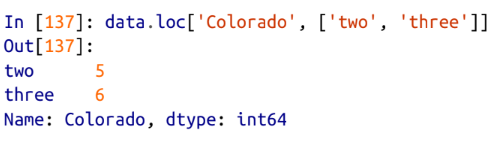 In [137]: data.loc['Colorado', ['two', 'three']]
Out[137]:
two      5
three    6
Name: Colorado, dtype: int64